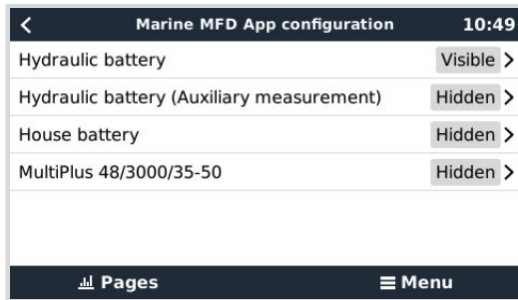 Marine MFD App configuration 10:49
Hydraulic battery Visible
Hydraulic battery (Auxiliary measurement) Hidden
House battery Hidden
MultiPlus 48/3000/35-50 Hidden
Pages Menu